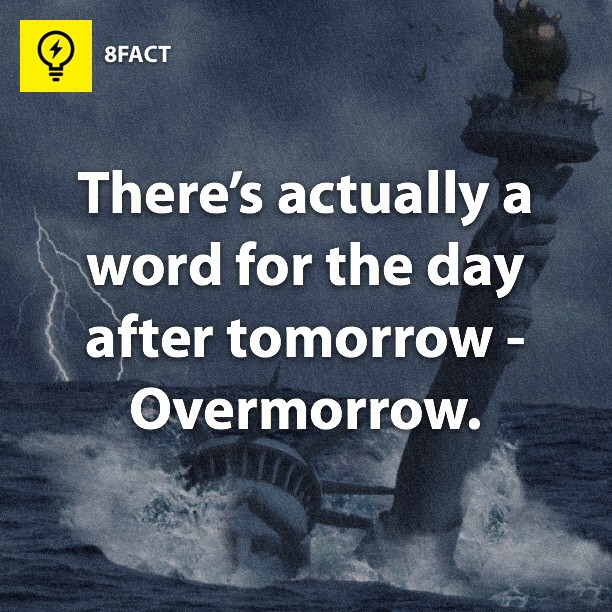 8FACT
There’s actually a
word for the day
after tomorrow -
Overmorrow.